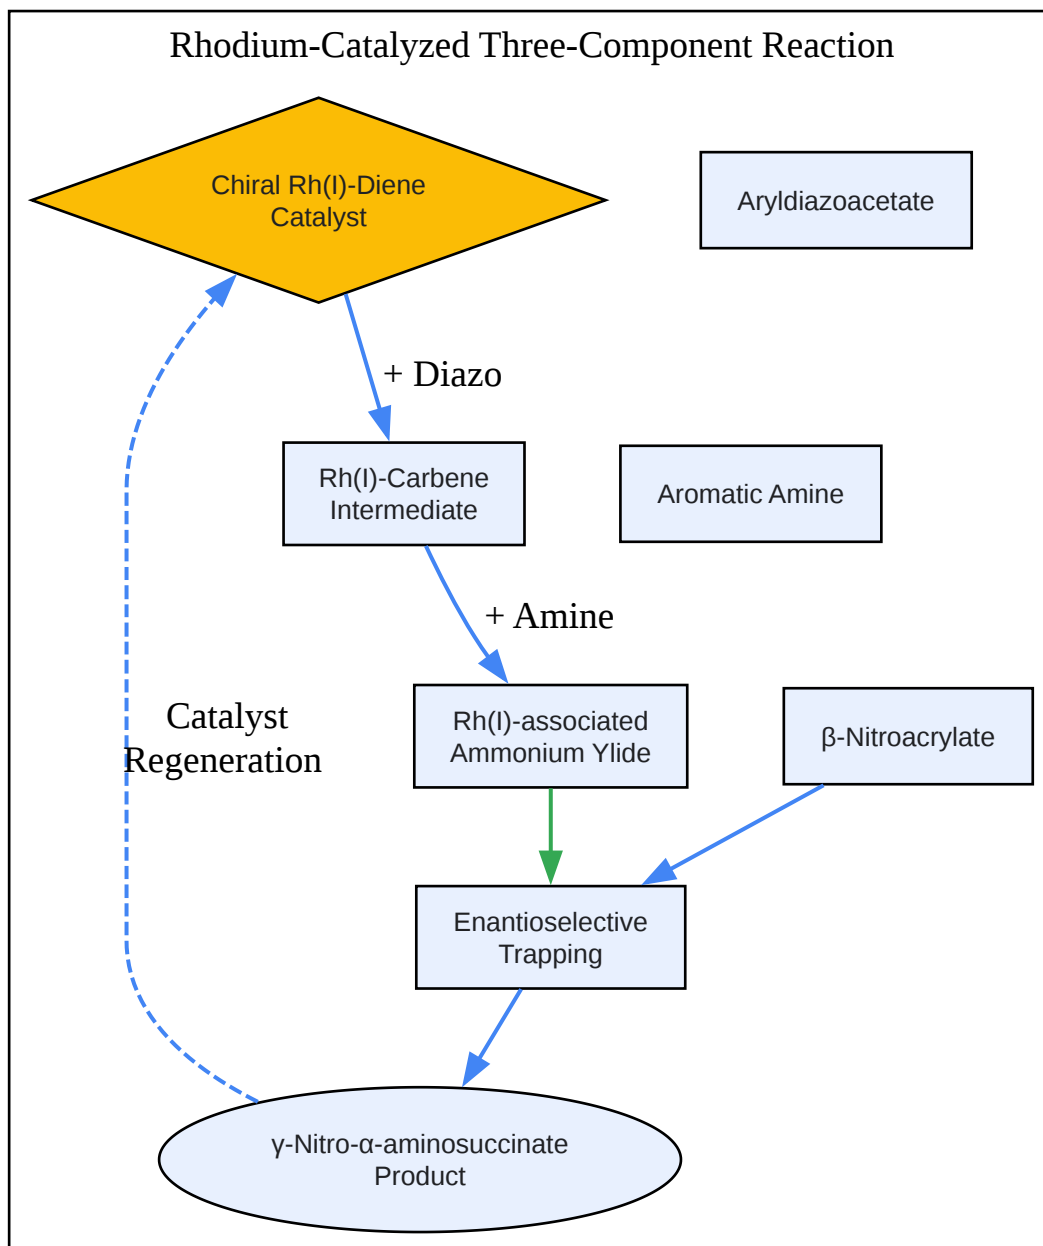 Rhodium-Catalyzed Three-Component Reaction
Chiral Rh(I)-Diene
Catalyst
Aryldiazoacetate
+ Diazo
Rh(I)-Carbene
Intermediate
Aromatic Amine
+ Amine
Rh(I)-associated
Ammonium Ylide
β-Nitroacrylate
Catalyst
Regeneration
Enantioselective
Trapping
γ-Nitro-α-aminosuccinate
Product